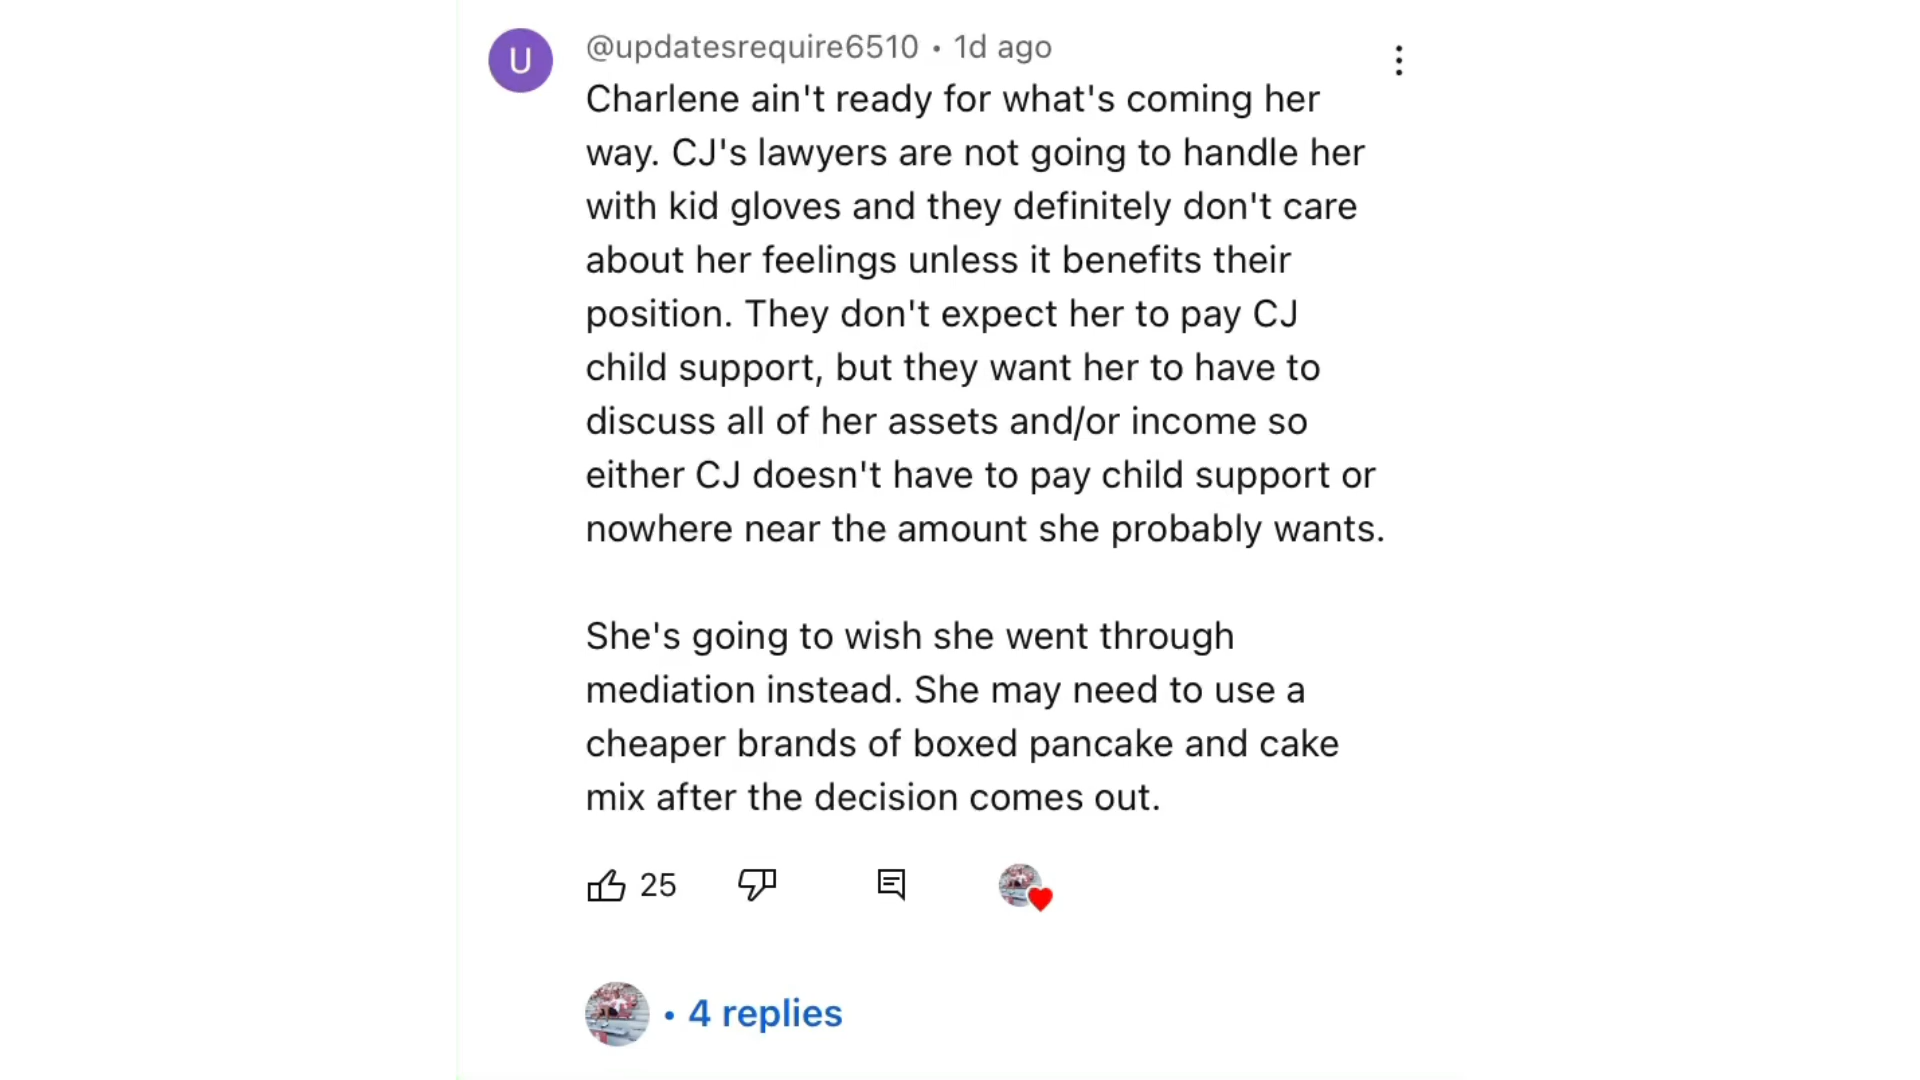 U
@updatesrequire6510 • 1d ago
Charlene ain't ready for what's coming her
way. CJ's lawyers are not going to handle her
with kid gloves and they definitely don't care
about her feelings unless it benefits their
position. They don't expect her to pay CJ
child support, but they want her to have to
discuss all of her assets and/or income so
either CJ doesn't have to pay child support or
nowhere near the amount she probably wants.
She's going to wish she went through
mediation instead. She may need to use a
cheaper brands of boxed pancake and cake
mix after the decision comes out.
25
• 4 replies